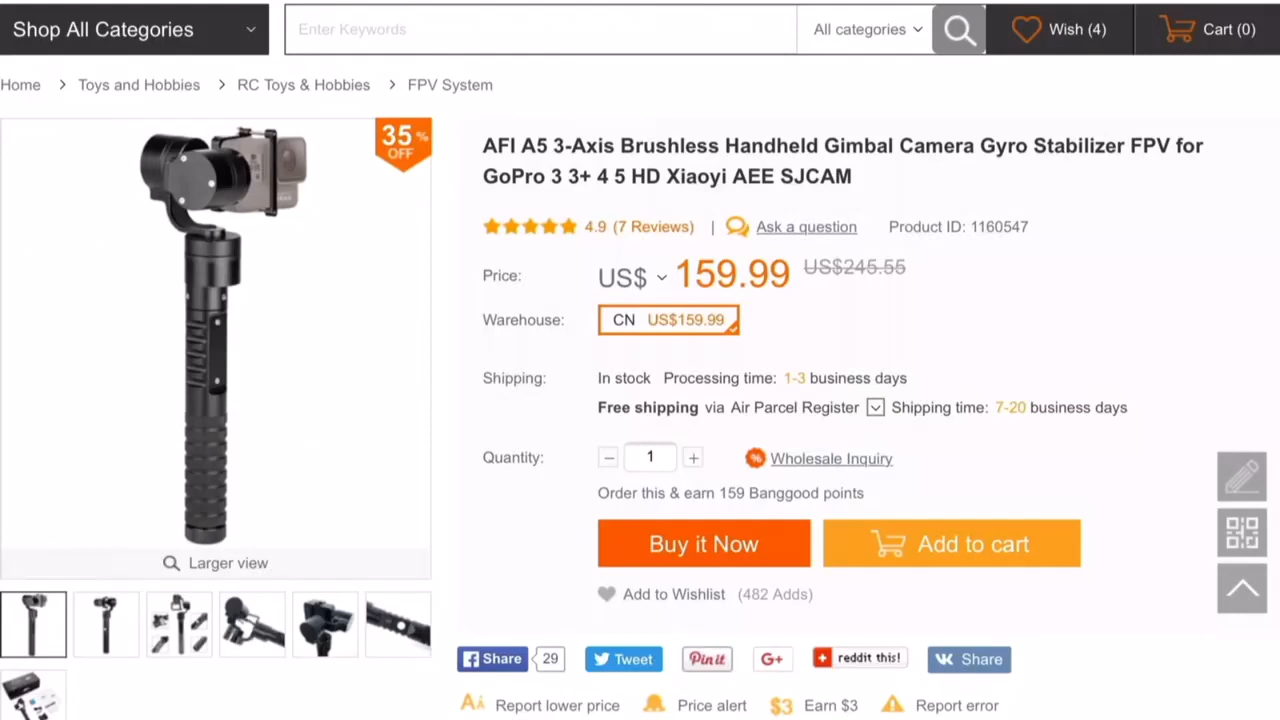 Shop All Categories
Enter Keywords
All categories
Wish (4)
Cart (0)
Home > Toys and Hobbies > RC Toys & Hobbies > FPV System
35 %
OFF
AFI A5 3-Axis Brushless Handheld Gimbal Camera Gyro Stabilizer FPV for
GoPro 3 3+ 4 5 HD Xiaoyi AEE SJCAM
4.9 (7 Reviews) | Ask a question Product ID: 1160547
Price: US$ 159.99 US$245.55
Warehouse: CN US$159.99
Shipping: In stock Processing time: 1-3 business days
Free shipping via Air Parcel Register Shipping time: 7-20 business days
Quantity: − 1 + % Wholesale Inquiry
Order this & earn 159 Banggood points
Buy it Now
Add to cart
Larger view
Add to Wishlist (482 Adds)
Share 29
Tweet
Pin it
G+
reddit this!
Share
Report lower price
Price alert
$3 Earn $3
Report error